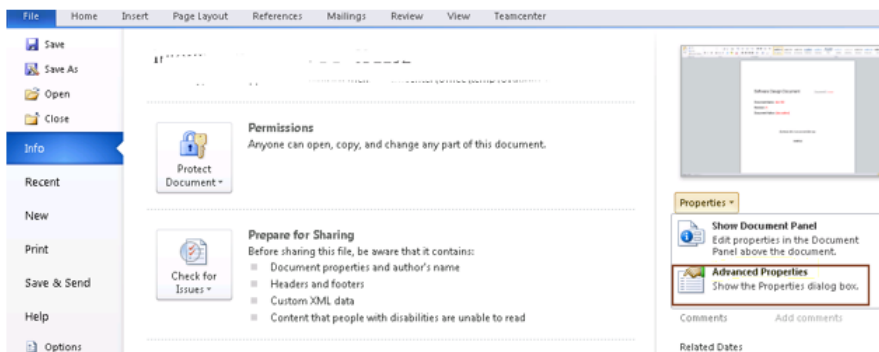 File Home Insert Page Layout References Mailings Review View Teamcenter
Save
Save As
Open
Close
Info
Recent
New
Print
Save & Send
Help
Options
Protect
Document
Permissions
Anyone can open, copy, and change any part of this document.
Check for
Issues
Prepare for Sharing
Before sharing this file, be aware that it contains:
Document properties and author's name
Headers and footers
Custom XML data
Content that people with disabilities are unable to read
Software Design Document
Properties
Show Document Panel
Edit properties in the Document
Panel above the document.
Advanced Properties
Show the Properties dialog box.
Comments Add comments
Related Dates